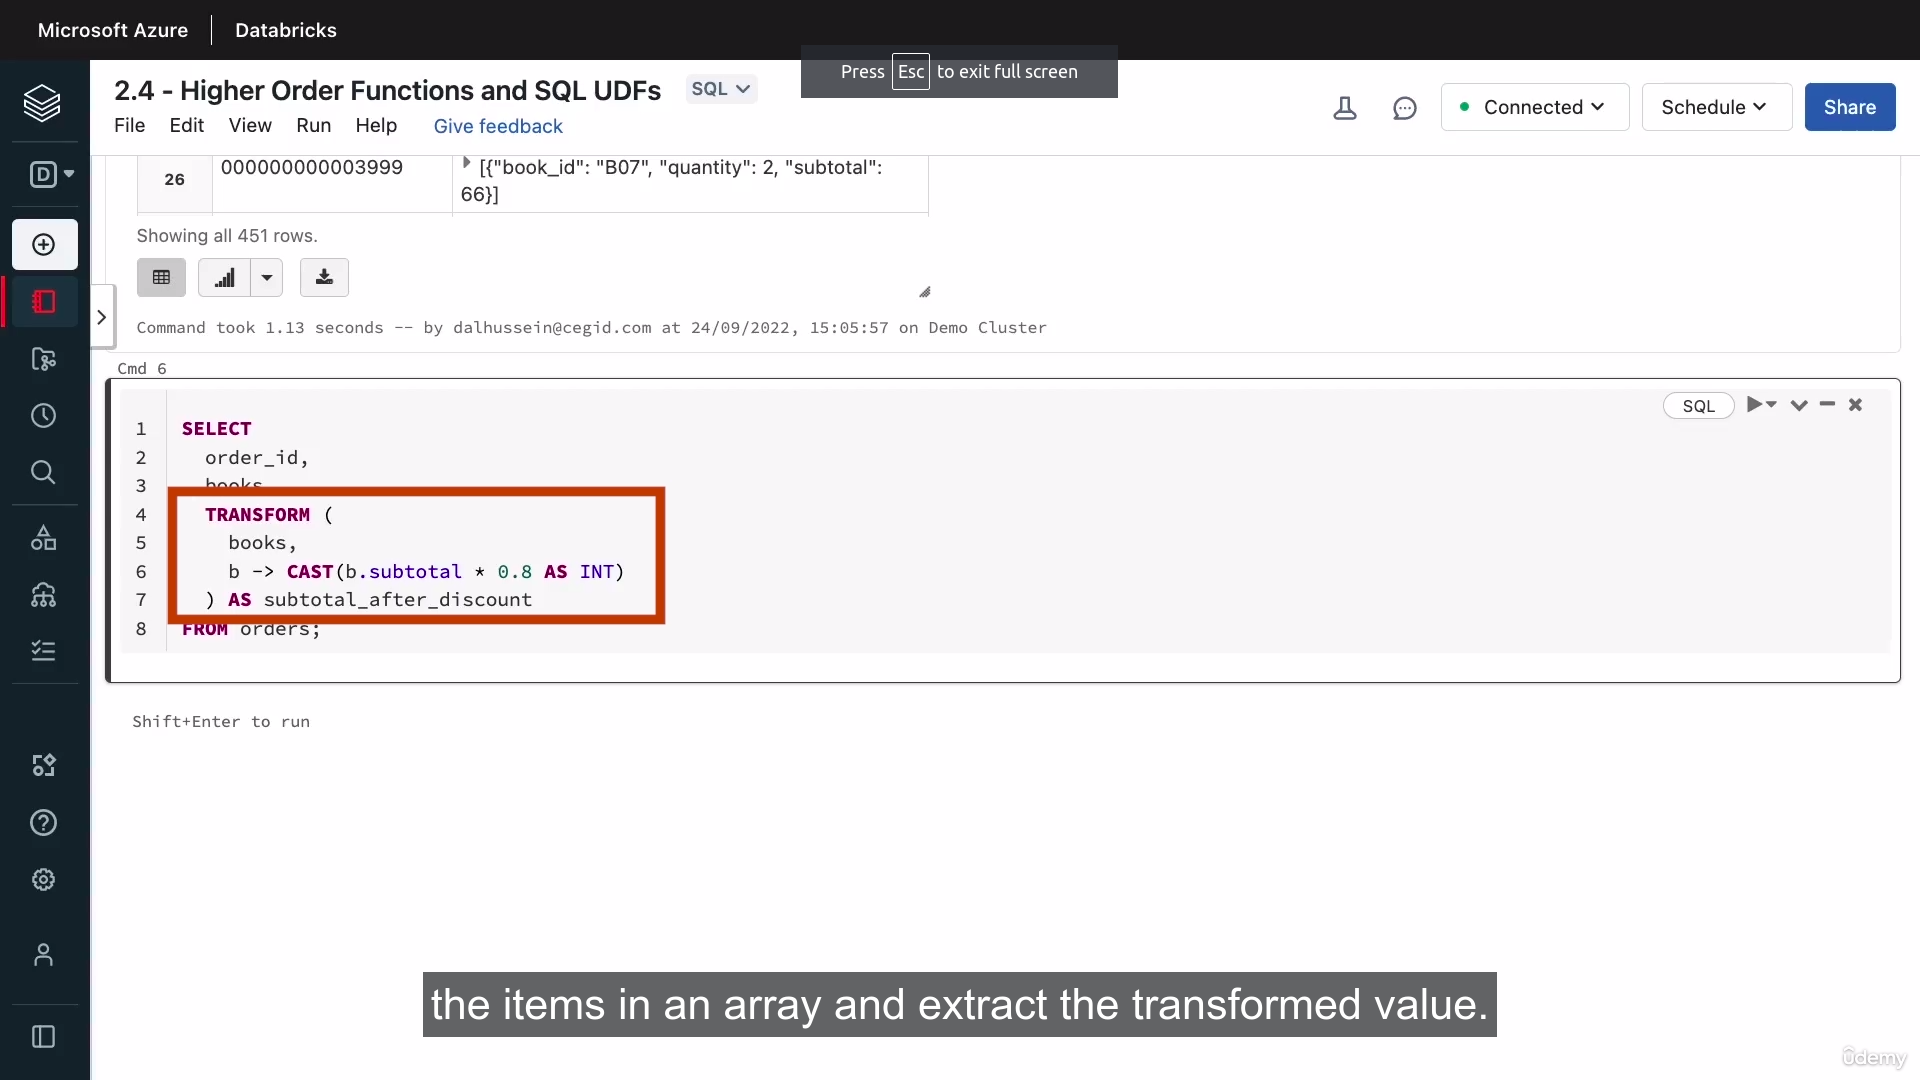 Microsoft Azure | Databricks
Press Esc to exit full screen
2.4 - Higher Order Functions and SQL UDFs SQL
File Edit View Run Help Give feedback
Connected Schedule Share
D
26 000000000003999 [{"book_id": "B07", "quantity": 2, "subtotal":
66}]
Showing all 451 rows.
Command took 1.13 seconds -- by dalhussein@cegid.com at 24/09/2022, 15:05:57 on Demo Cluster
Cmd 6
SQL
1 SELECT
2 order_id,
3 books
4 TRANSFORM (
5 books,
6 b -> CAST(b.subtotal * 0.8 AS INT)
7 ) AS subtotal_after_discount
8 FROM orders;
Shift+Enter to run
the items in an array and extract the transformed value.
ûdemy